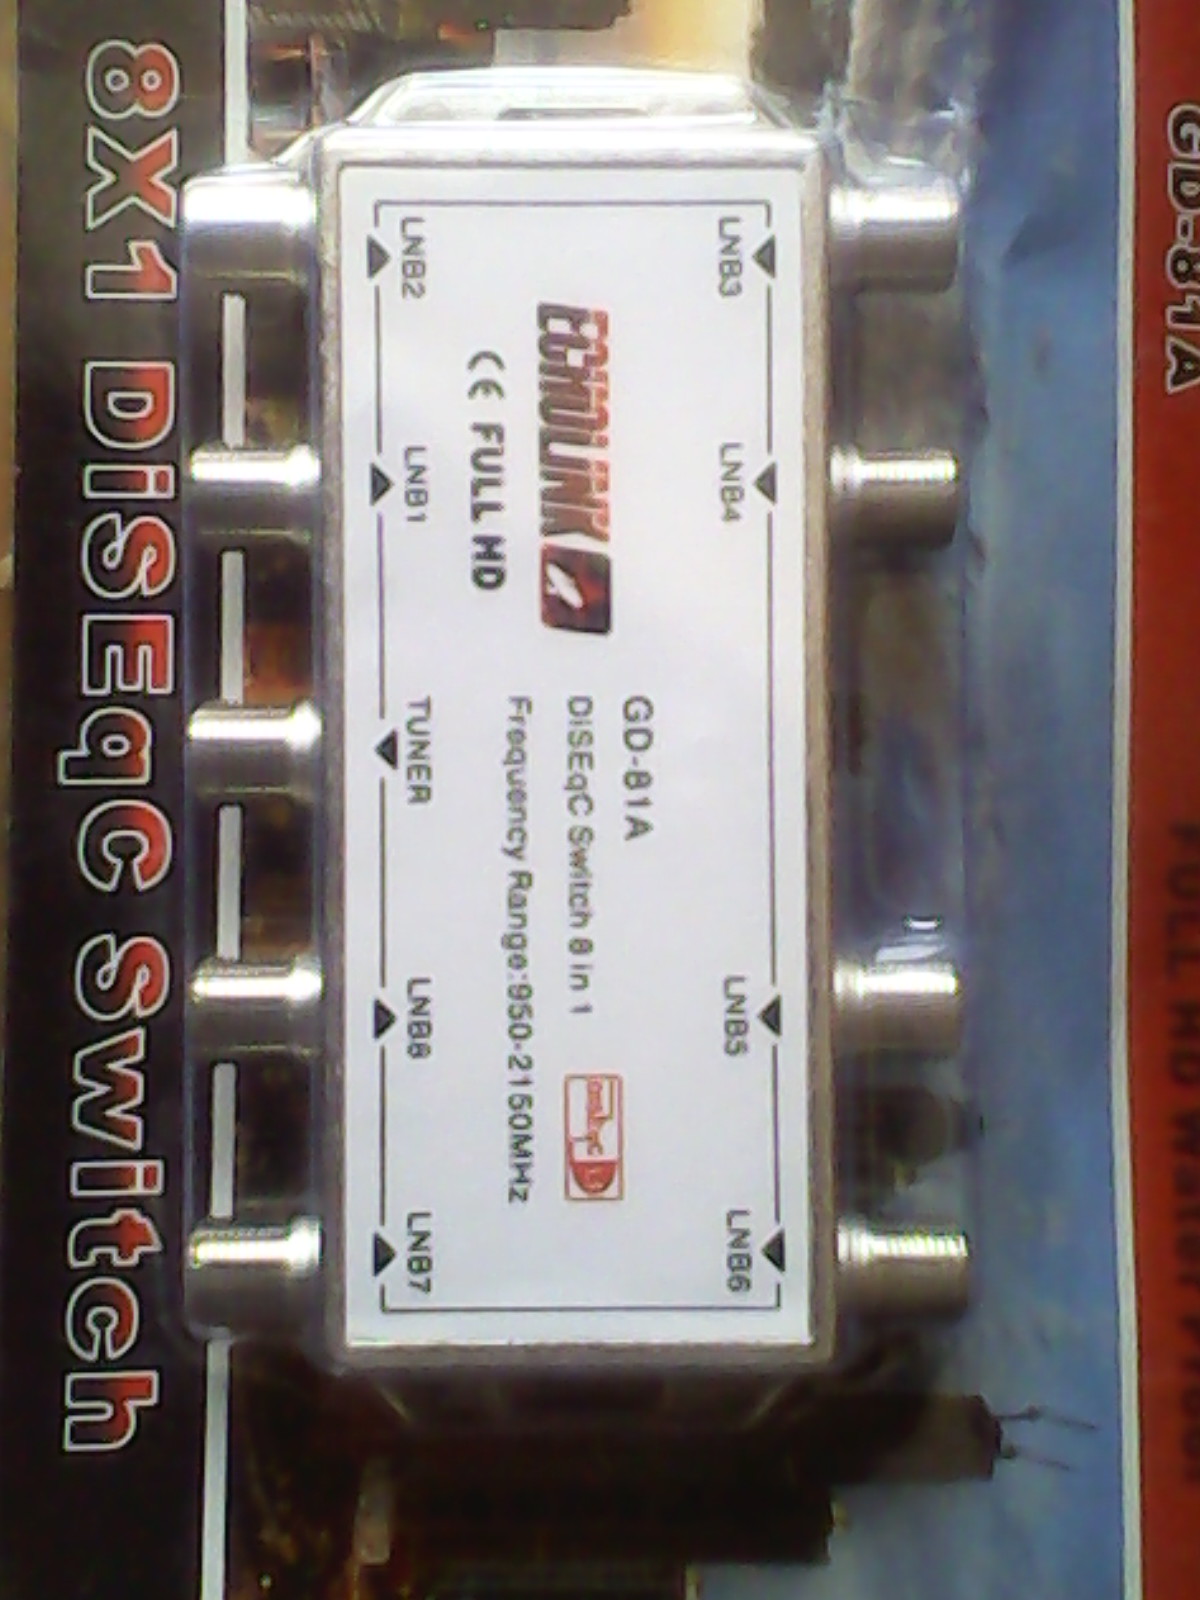 GD-81A
LNB3 LNB4 LNB5 LNB6
GD-81A
ECHOLINK
DiSEqC Switch 8 in 1
CE FULL HD
Frequency Range:950-2150MHz
LNB2 LNB1 TUNER LNB8 LNB7
8X1 DiSEqC Switch